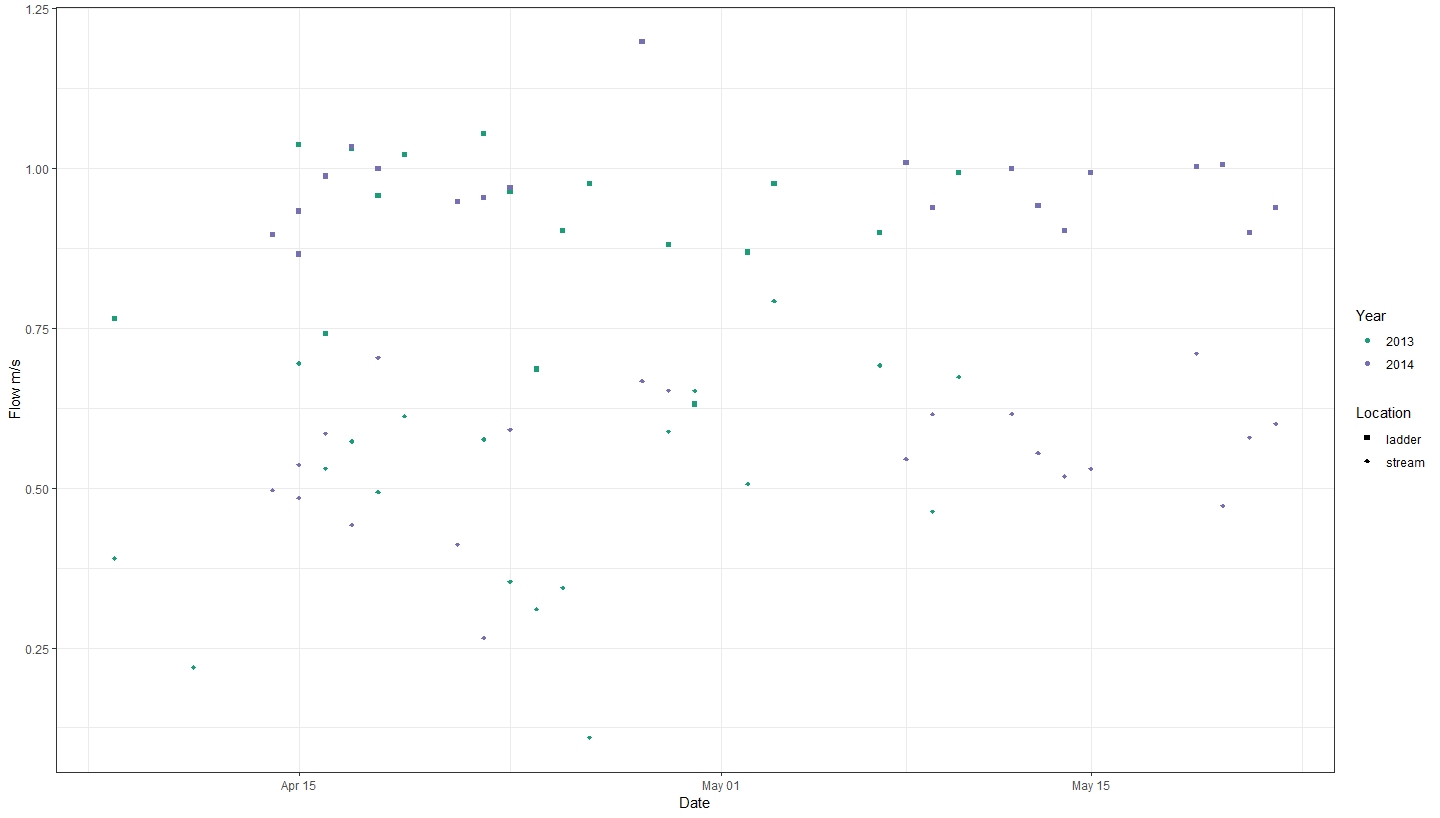 1.25
1.00
0.75
0.50
0.25
Flow m/s
Apr 15
May 01
May 15
Date
Year
2013
2014
Location
ladder
stream